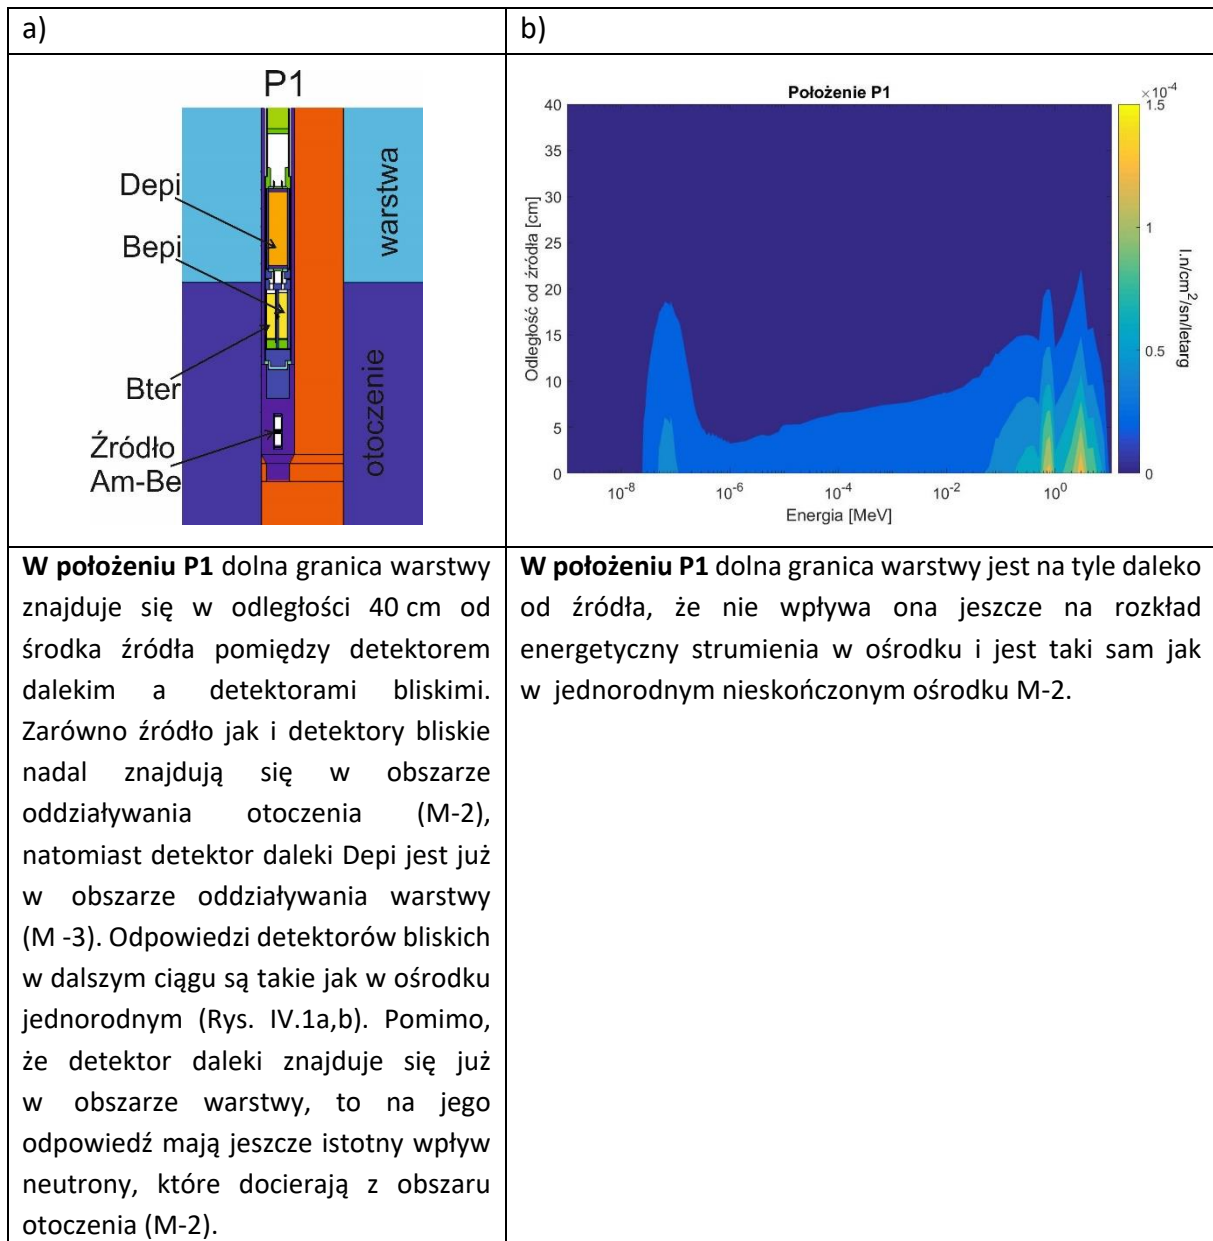 a)
P1
Depi
Bepi
Bter
Źródło
Am-Be
warstwa
otoczenie
b)
Położenie P1
×10⁻⁴
40
35
30
25
20
15
10
5
0
Odległość od źródła [cm]
10⁻⁸
10⁻⁶
10⁻⁴
10⁻²
10⁰
Energia [MeV]
1.5
1
0.5
0
l.n/cm²/sn/letarg
W położeniu P1 dolna granica warstwy
znajduje się w odległości 40 cm od
środka źródła pomiędzy detektorem
dalekim a detektorami bliskimi.
Zarówno źródło jak i detektory bliskie
nadal znajdują się w obszarze
oddziaływania otoczenia (M-2),
natomiast detektor daleki Depi jest już
w obszarze oddziaływania warstwy
(M -3). Odpowiedzi detektorów bliskich
w dalszym ciągu są takie jak w ośrodku
jednorodnym (Rys. IV.1a,b). Pomimo,
że detektor daleki znajduje się już
w obszarze warstwy, to na jego
odpowiedź mają jeszcze istotny wpływ
neutrony, które docierają z obszaru
otoczenia (M-2).
W położeniu P1 dolna granica warstwy jest na tyle daleko
od źródła, że nie wpływa ona jeszcze na rozkład
energetyczny strumienia w ośrodku i jest taki sam jak
w jednorodnym nieskończonym ośrodku M-2.